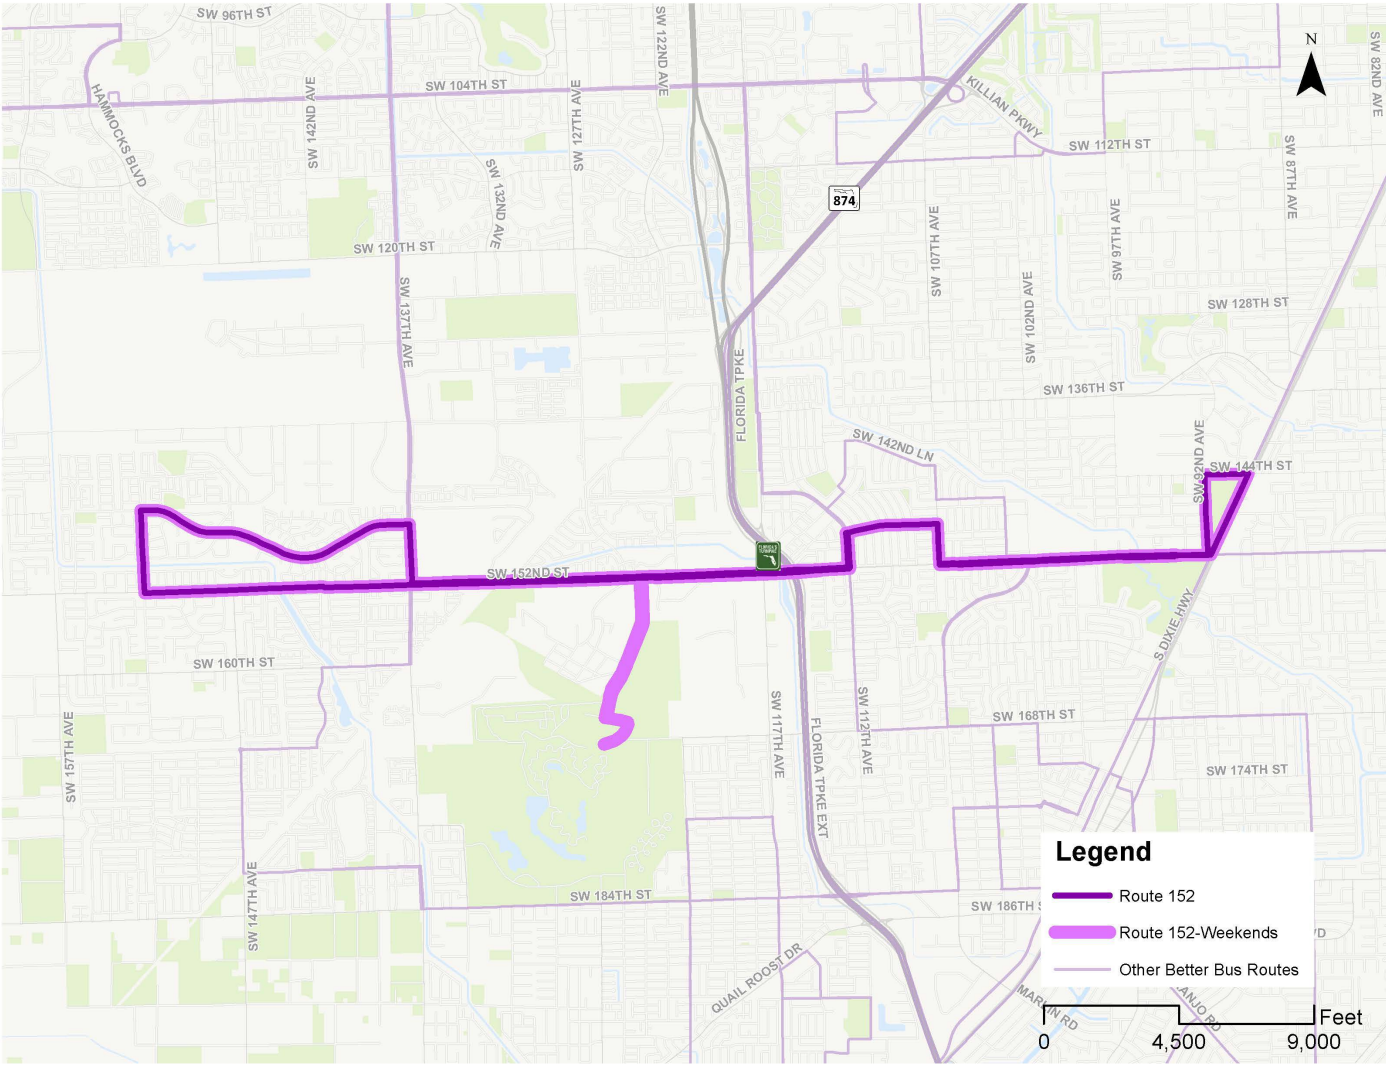 SW 96TH ST
SW 122ND AVE
SW 82ND AVE
N
SW 104TH ST
HAMMOCKS BLVD
SW 142ND AVE
SW 127TH AVE
KILLIAN PKWY
SW 112TH ST
SW 132ND AVE
SW 87TH AVE
874
SW 107TH AVE
SW 97TH AVE
SW 120TH ST
SW 137TH AVE
SW 102ND AVE
SW 128TH ST
FLORIDA TPKE
SW 136TH ST
SW 142ND LN
SW 92ND AVE
SW 144TH ST
SW 152ND ST
S DIXIE HWY
SW 160TH ST
SW 157TH AVE
SW 117TH AVE
FLORIDA TPKE EXT
SW 112TH AVE
SW 168TH ST
SW 174TH ST
SW 147TH AVE
SW 184TH ST
SW 186TH S
QUAIL ROOST DR
MARLIN RD
ANJO RD
VD
Legend
Route 152
Route 152-Weekends
Other Better Bus Routes
Feet
0 4,500 9,000